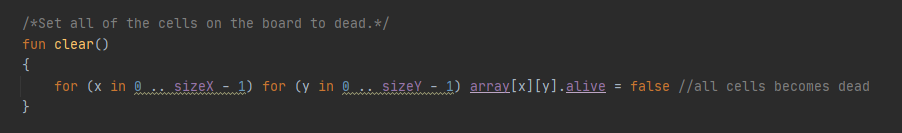 /*Set all of the cells on the board to dead.*/
fun clear()
{
for (x in 0 .. sizeX - 1) for (y in 0 .. sizeY - 1) array[x][y].alive = false //all cells becomes dead
}